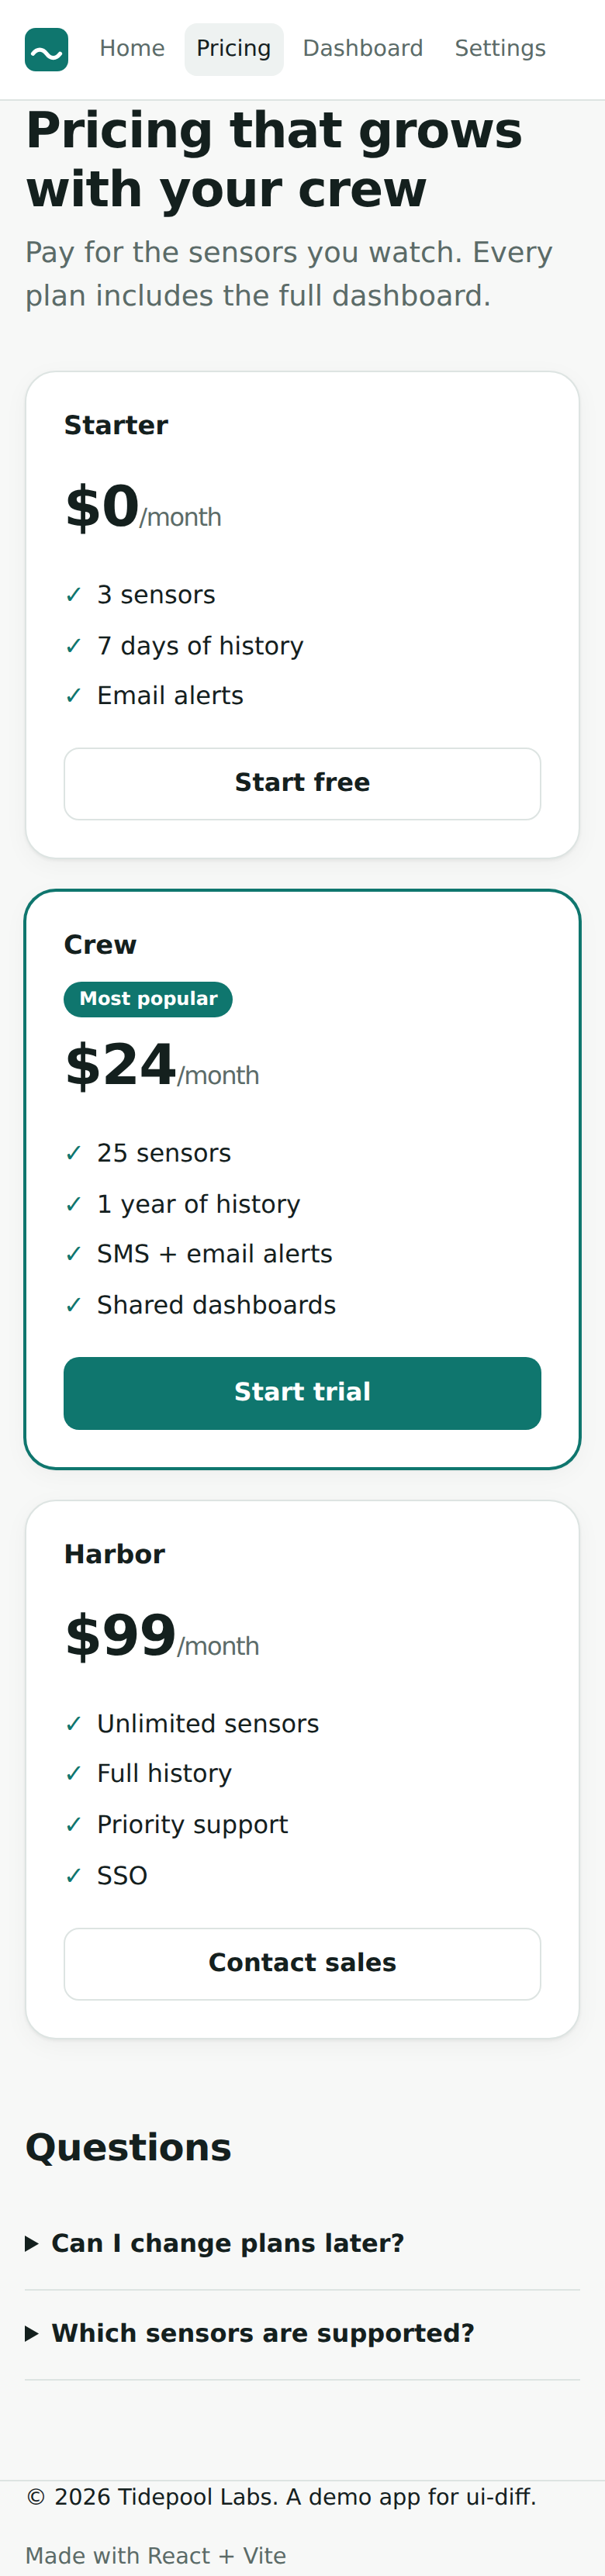 Home Pricing Dashboard Settings
Pricing that grows
with your crew
Pay for the sensors you watch. Every
plan includes the full dashboard.
Starter
$0/month
✓ 3 sensors
✓ 7 days of history
✓ Email alerts
Start free
Crew
Most popular
$24/month
✓ 25 sensors
✓ 1 year of history
✓ SMS + email alerts
✓ Shared dashboards
Start trial
Harbor
$99/month
✓ Unlimited sensors
✓ Full history
✓ Priority support
✓ SSO
Contact sales
Questions
Can I change plans later?
Which sensors are supported?
© 2026 Tidepool Labs. A demo app for ui-diff.
Made with React + Vite